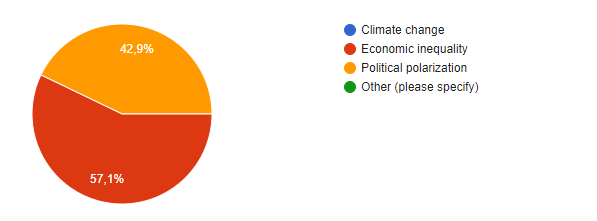 42,9%
57,1%
Climate change
Economic inequality
Political polarization
Other (please specify)